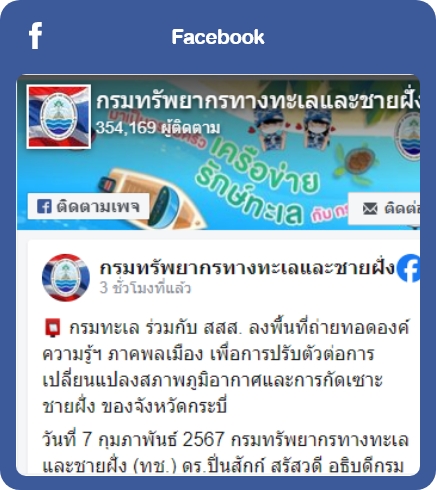 Facebook
กรมทรัพยากรทางทะเลและชายฝั่ง
354,169 ผู้ติดตาม
เครือข่าย
รักษ์ทะเล
ติดตามเพจ
กรมทรัพยากรทางทะเลและชายฝั่ง
3 ชั่วโมงที่แล้ว
กรมทะเล ร่วมกับ สสส. ลงพื้นที่ถ่ายทอดองค์
ความรู้ฯ ภาคพลเมือง เพื่อการปรับตัวต่อการ
เปลี่ยนแปลงสภาพภูมิอากาศและการกัดเซาะ
ชายฝั่ง ของจังหวัดกระบี่
วันที่ 7 กุมภาพันธ์ 2567 กรมทรัพยากรทางทะเล
และชายฝั่ง (ทช.) ดร.ปิ่นสักก์ สุรัสวดี อธิบดีกรม